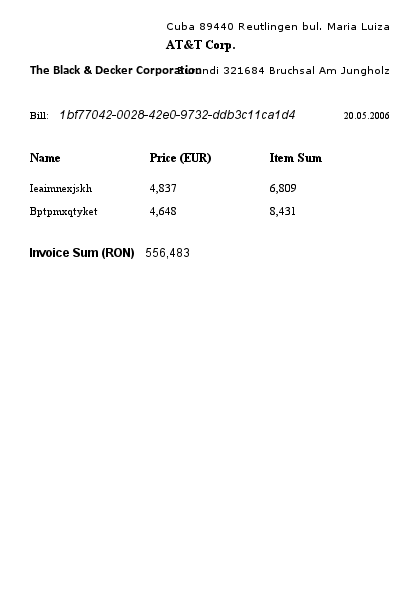 Cuba 89440 Reutlingen bul. Maria Luiza
AT&T Corp.
The Black & Decker Corporation Burundi 321684 Bruchsal Am Jungholz
Bill: 1bf77042-0028-42e0-9732-ddb3c11ca1d4 20.05.2006
Name Price (EUR) Item Sum
Ieaimnexjskh 4,837 6,809
Bptpmxqtyket 4,648 8,431
Invoice Sum (RON) 556,483